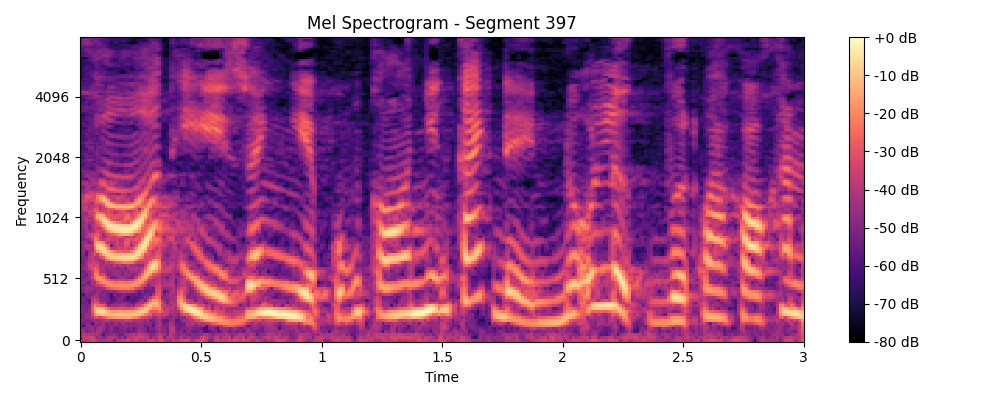 Mel Spectrogram - Segment 397
Frequency
4096
2048
1024
512
0
0
0.5
1
1.5
2
2.5
3
Time
+0 dB
-10 dB
-20 dB
-30 dB
-40 dB
-50 dB
-60 dB
-70 dB
-80 dB